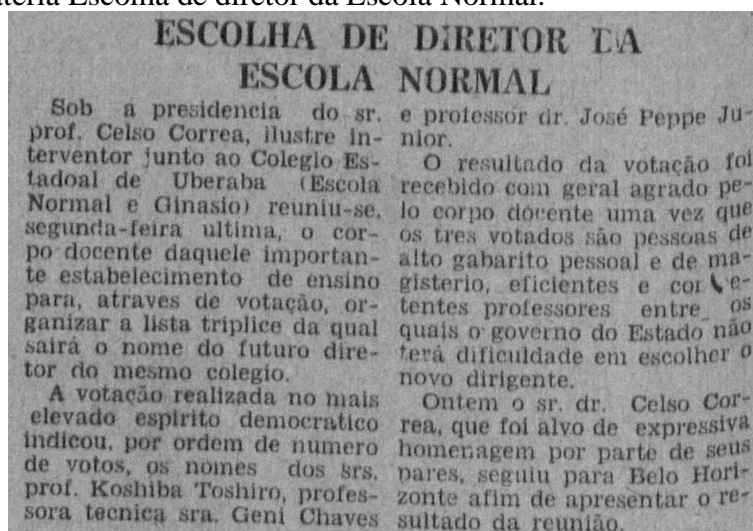 atéria Escolha de diretor da Escola Normal.
ESCOLHA DE DIRETOR DA
ESCOLA NORMAL
Sob a presidencia do sr.
prof. Celso Correa, ilustre in-
terventor junto ao Colegio Es-
tadoal de Uberaba (Escola
Normal e Ginasio) reuniu-se,
segunda-feira ultima, o cor-
po docente daquele importan-
te estabelecimento de ensino
para, atraves de votação, or-
ganizar a lista triplice da qual
sairá o nome do futuro dire-
tor do mesmo colegio.
A votação realizada no mais
elevado espirito democratico
indicou, por ordem de numero
de votos, os nomes dos srs.
prof. Koshiba Toshiro, profes-
sora tecnica sra. Geni Chaves
e professor dr. José Peppe Ju-
nior.
O resultado da votação foi
recebido com geral agrado pe-
lo corpo docente uma vez que
os tres votados são pessoas de
alto gabarito pessoal e de ma-
gisterio, eficientes e competentes
professores entre os
quais o governo do Estado não
terá dificuldade em escolher o
novo dirigente.
Ontem o sr. dr. Celso Cor-
rea, que foi alvo de expressiva
homenagem por parte de seus
pares, seguiu para Belo Hori-
zonte afim de apresentar o re-
sultado da reunião.